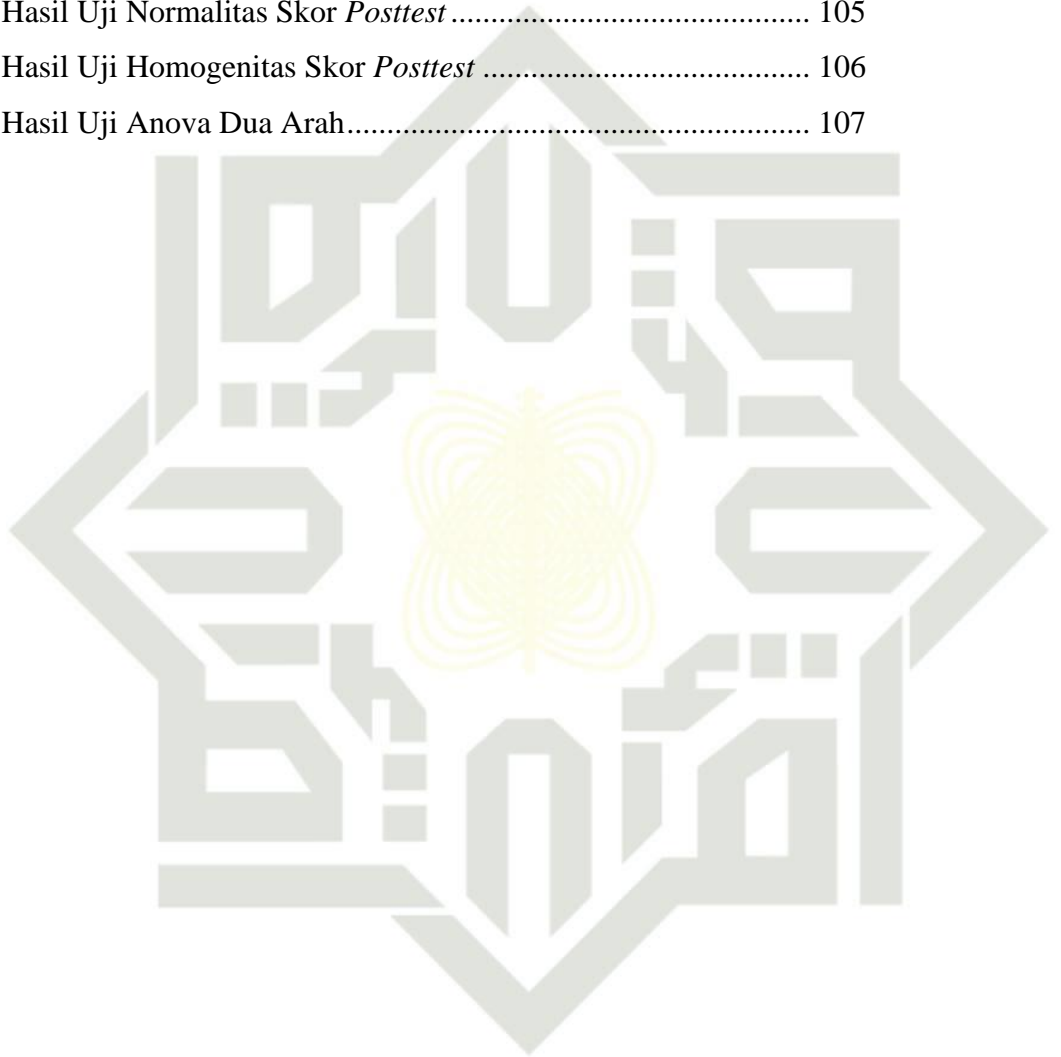 Hasil Uji Normalitas Skor Posttest ........................................ 105
Hasil Uji Homogenitas Skor Posttest ..................................... 106
Hasil Uji Anova Dua Arah..................................................... 107